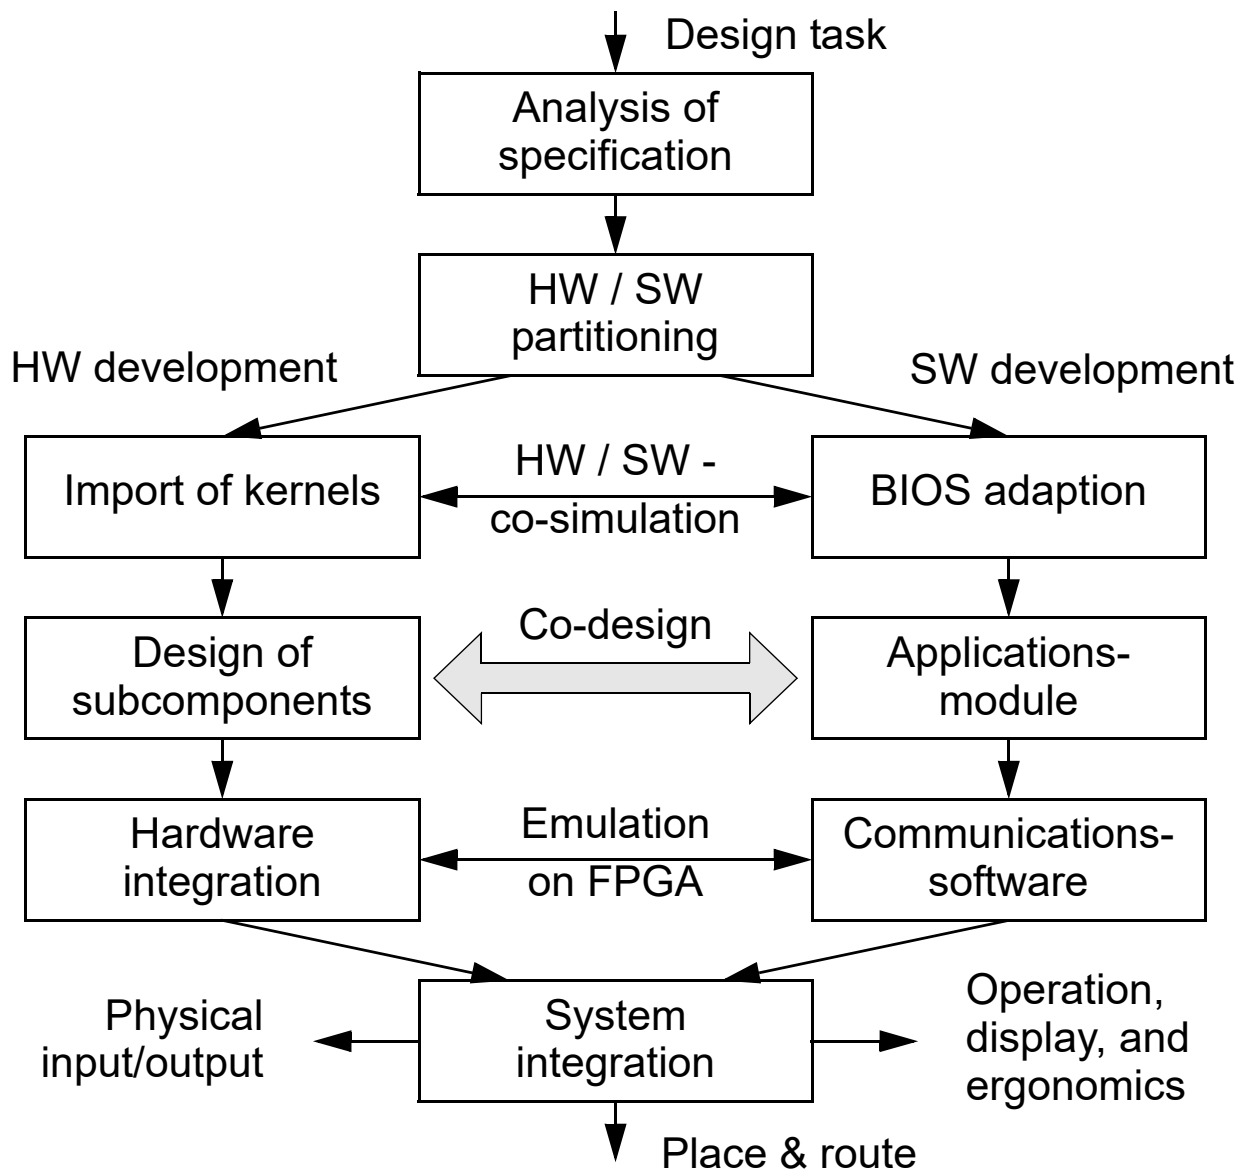 Design task
Analysis of
specification
HW / SW
partitioning
HW development
SW development
Import of kernels
HW / SW -
co-simulation
BIOS adaption
Design of
subcomponents
Co-design
Applications-
module
Hardware
integration
Emulation
on FPGA
Communications-
software
Physical
input/output
System
integration
Operation,
display, and
ergonomics
Place & route